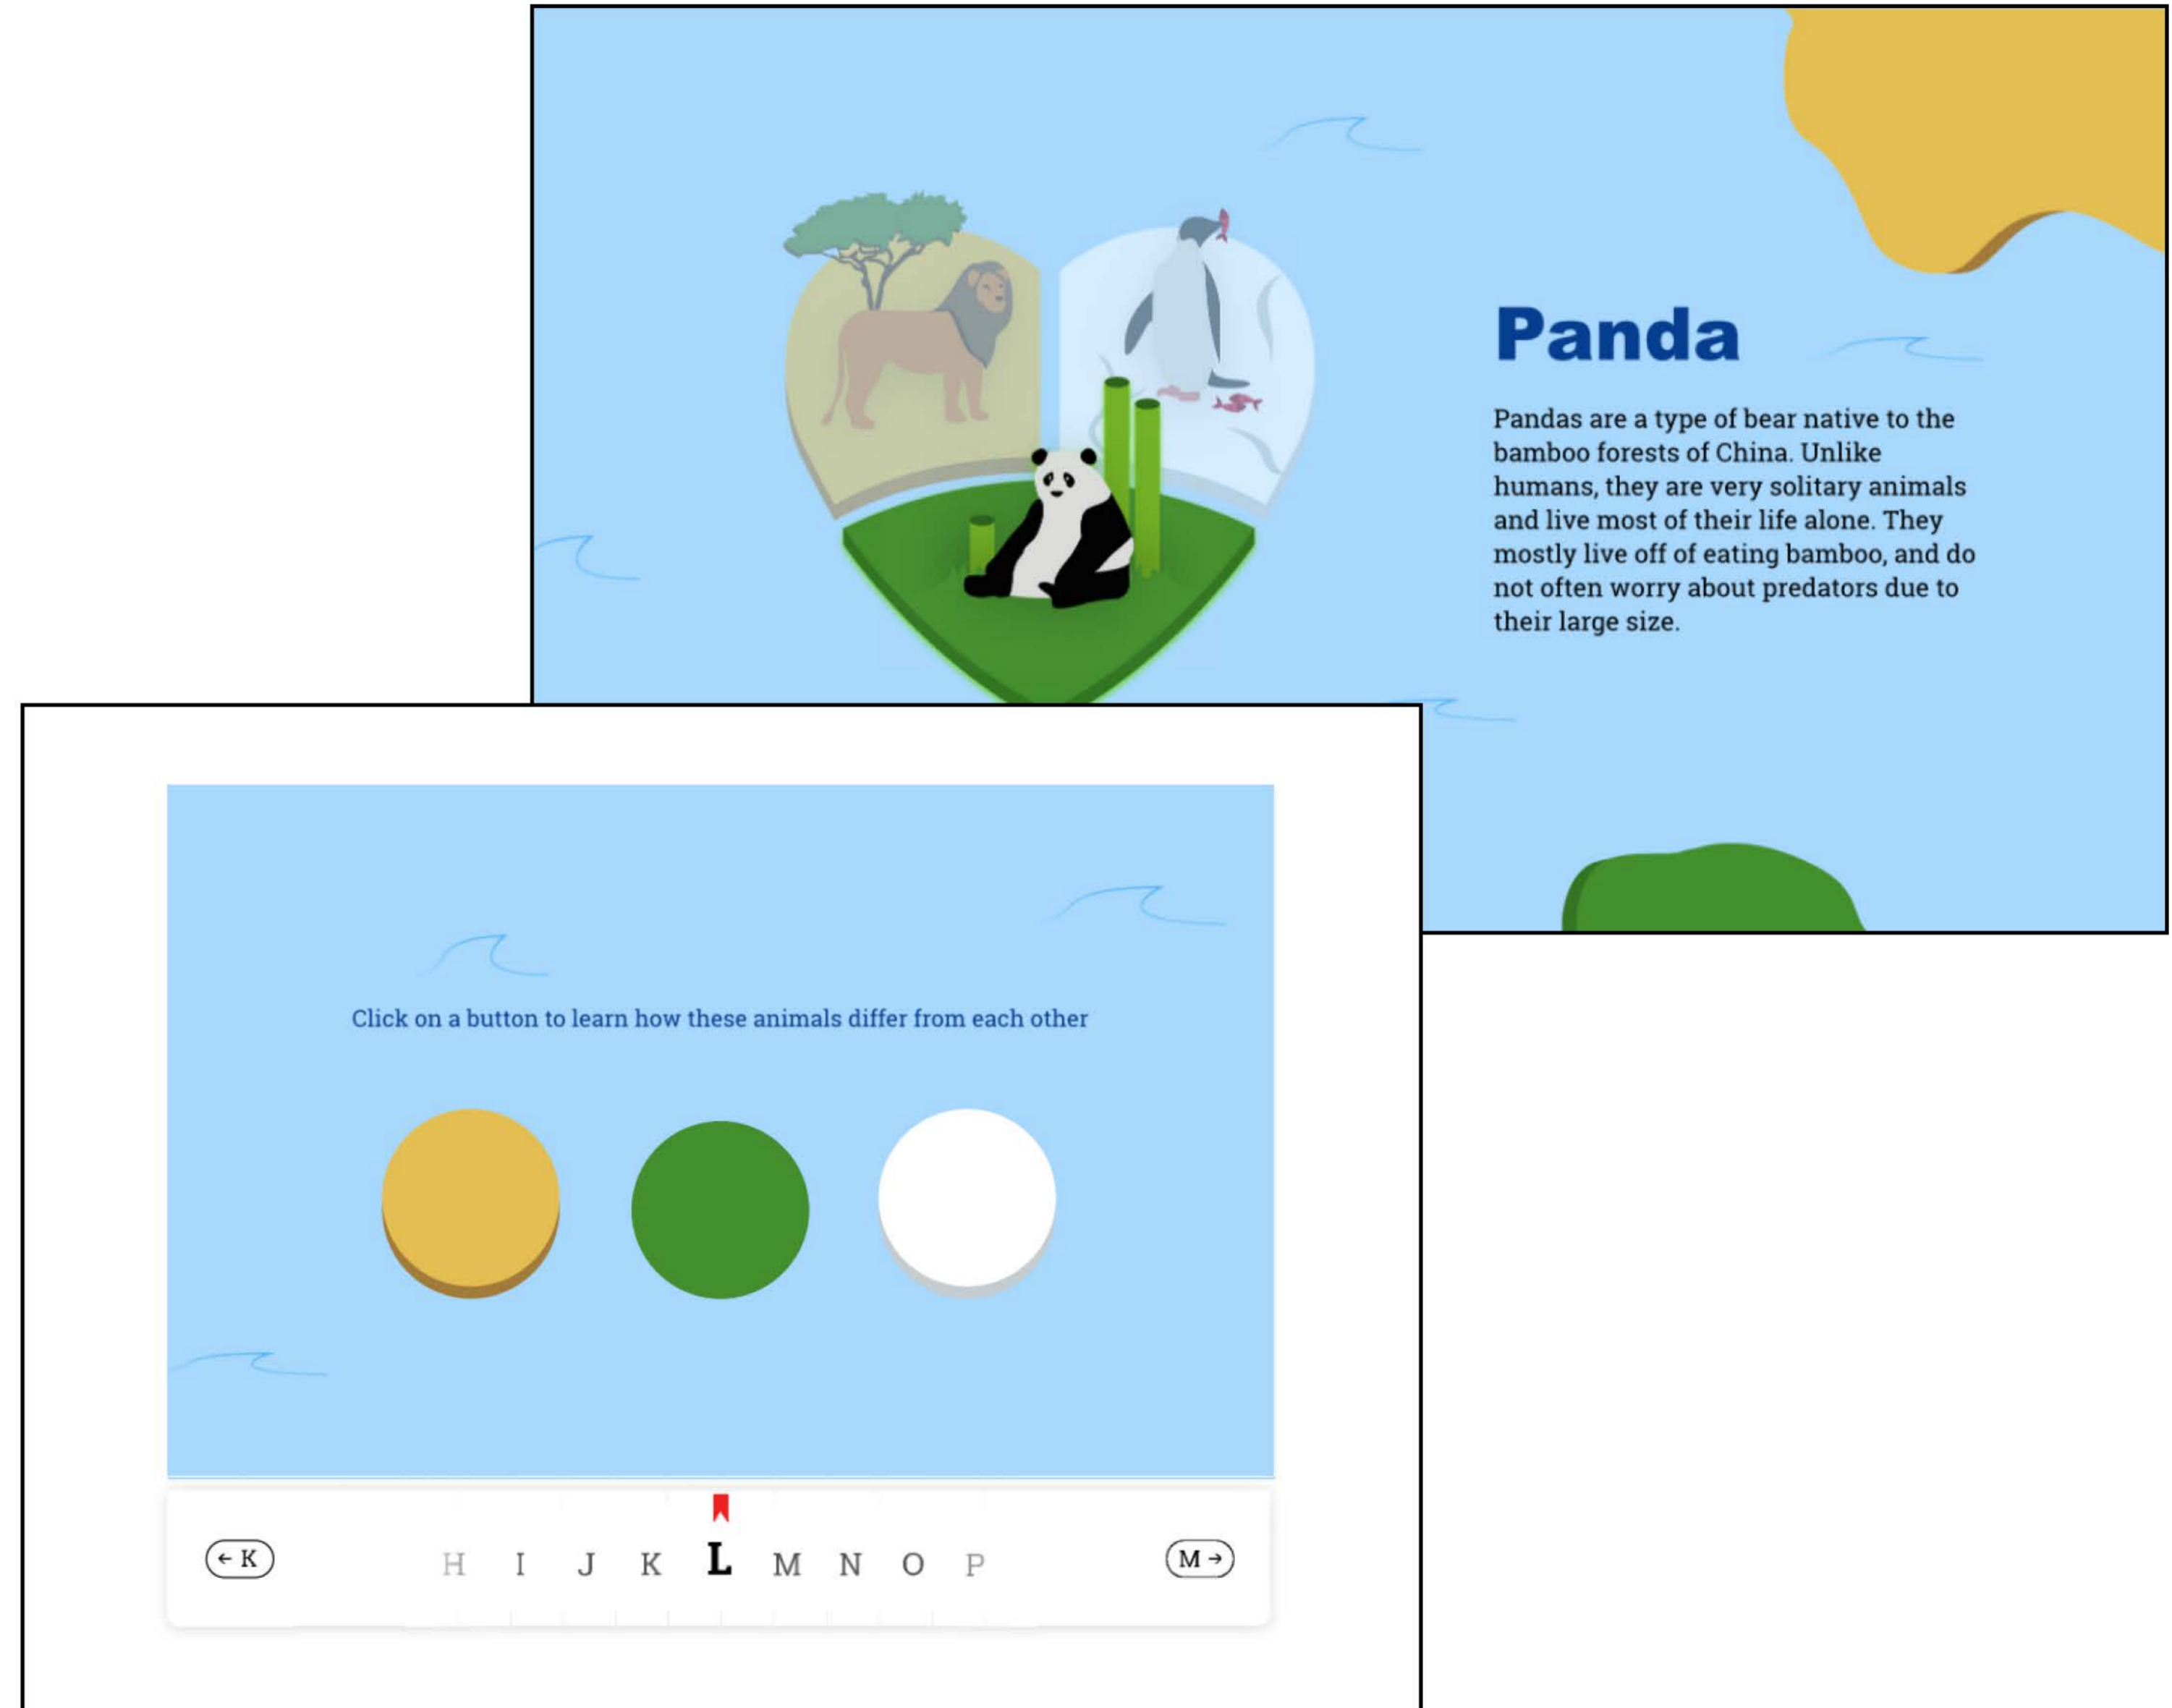 Panda
Pandas are a type of bear native to the
bamboo forests of China. Unlike
humans, they are very solitary animals
and live most of their life alone. They
mostly live off of eating bamboo, and do
not often worry about predators due to
their large size.
Click on a button to learn how these animals differ from each other
← K H I J K L M N O P M →